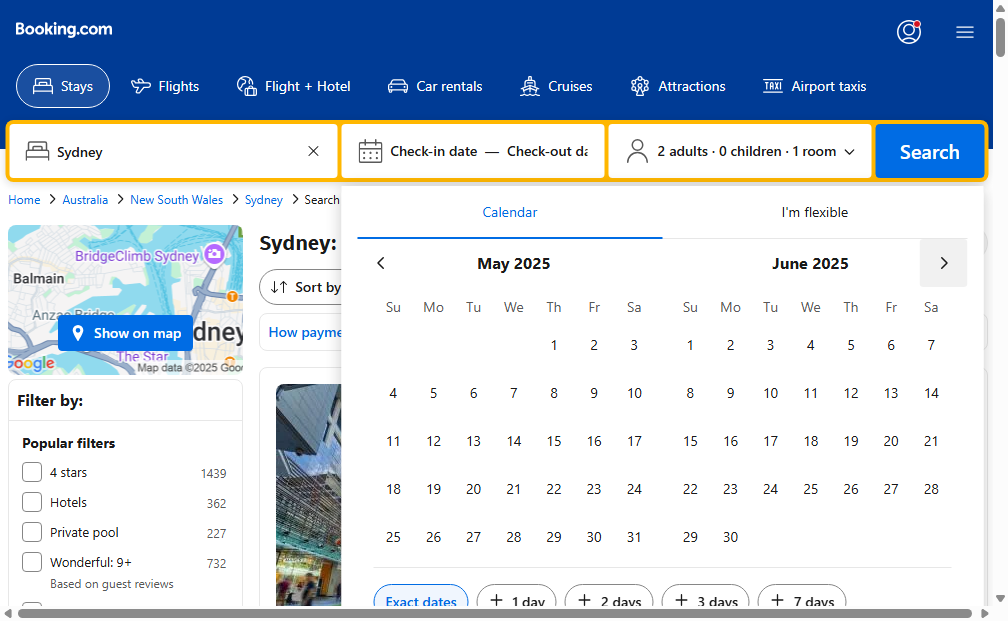 Booking.com
Stays
Flights
Flight + Hotel
Car rentals
Cruises
Attractions
TAXI
Airport taxis
Sydney
Check-in date — Check-out da
2 adults · 0 children · 1 room
Search
Home
Australia
New South Wales
Sydney
Search
Calendar
I'm flexible
BridgeClimb Sydney
Balmain
Anzac Bridge
Show on map
dney
The Star
Google
Map data ©2025 Goo
Sydney:
Sort by
How payme
Filter by:
Popular filters
4 stars 1439
Hotels 362
Private pool 227
Wonderful: 9+ 732
Based on guest reviews
May 2025
Su Mo Tu We Th Fr Sa
1 2 3
4 5 6 7 8 9 10
11 12 13 14 15 16 17
18 19 20 21 22 23 24
25 26 27 28 29 30 31
June 2025
Su Mo Tu We Th Fr Sa
1 2 3 4 5 6 7
8 9 10 11 12 13 14
15 16 17 18 19 20 21
22 23 24 25 26 27 28
29 30
Exact dates
1 day
2 days
3 days
7 days